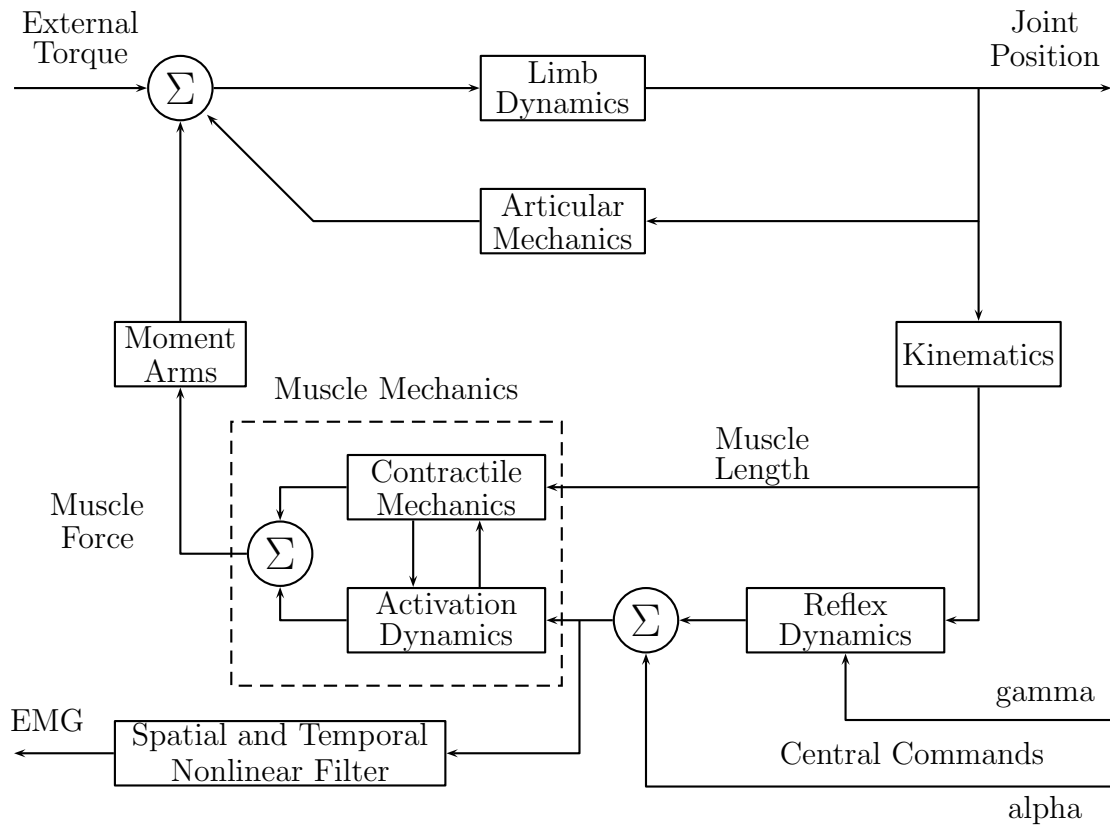 External
Torque
Joint
Position
Σ
Limb
Dynamics
Articular
Mechanics
Moment
Arms
Kinematics
Muscle Mechanics
Muscle
Length
Contractile
Mechanics
Muscle
Force
Σ
Activation
Dynamics
Σ
Reflex
Dynamics
gamma
EMG
Spatial and Temporal
Nonlinear Filter
Central Commands
alpha